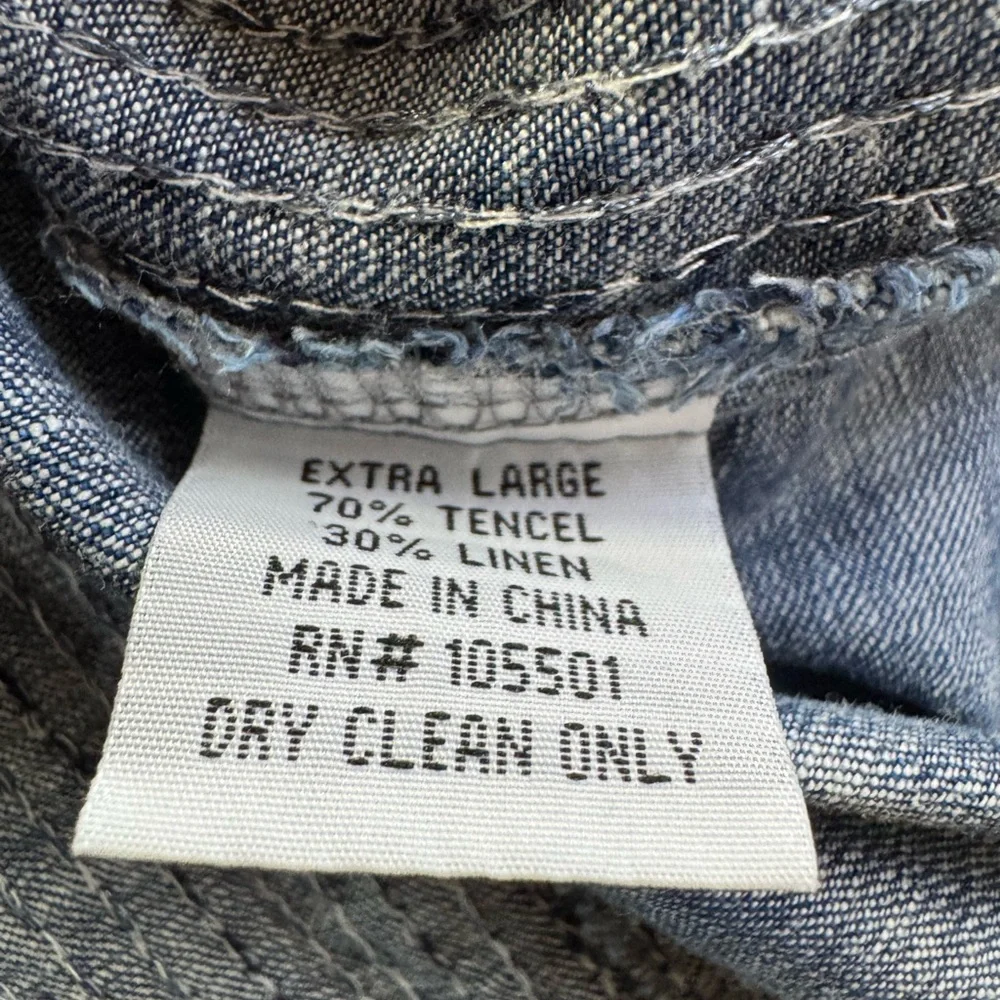 EXTRA LARGE
70% TENCEL
30% LINEN
MADE IN CHINA
RN# 105501
DRY CLEAN ONLY